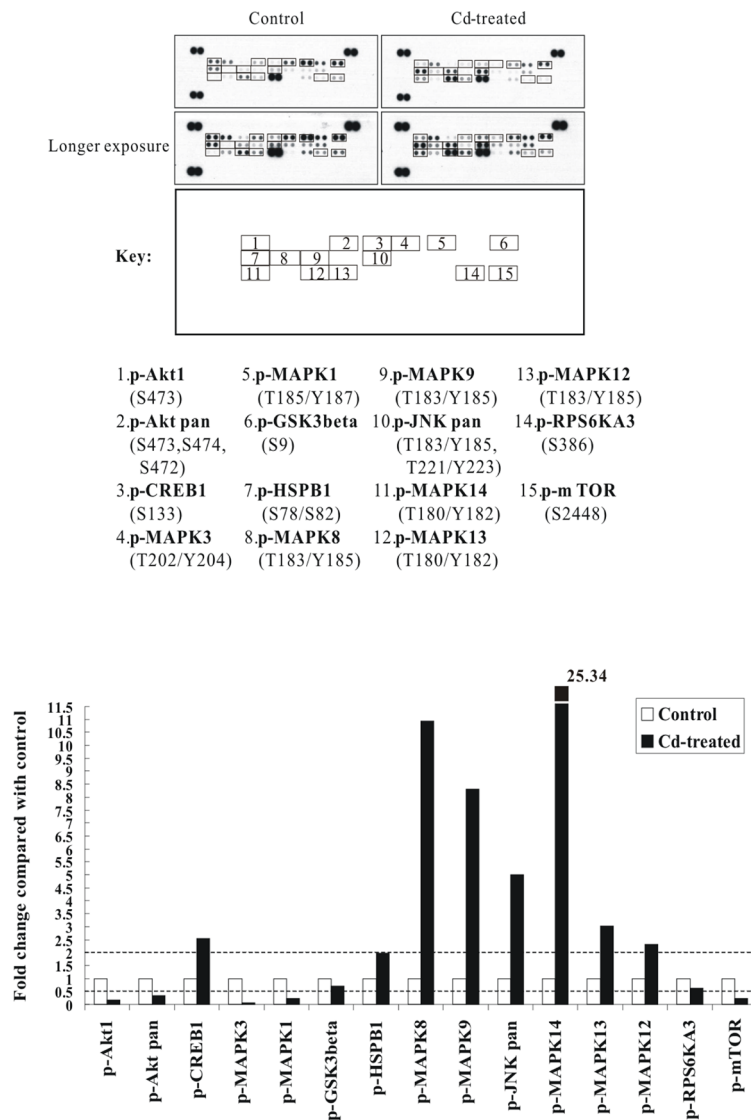 Control Cd-treated
Longer exposure
Key:
1 2 3 4 5 6
7 8 9 10
11 12 13 14 15
1.p-Akt1 5.p-MAPK1 9.p-MAPK9 13.p-MAPK12
(S473) (T185/Y187) (T183/Y185) (T183/Y185)
2.p-Akt pan 6.p-GSK3beta 10.p-JNK pan 14.p-RPS6KA3
(S473,S474, (S9) (T183/Y185, (S386)
S472) T221/Y223)
3.p-CREB1 7.p-HSPB1 11.p-MAPK14 15.p-m TOR
(S133) (S78/S82) (T180/Y182) (S2448)
4.p-MAPK3 8.p-MAPK8 12.p-MAPK13
(T202/Y204) (T183/Y185) (T180/Y182)
25.34
Control
Cd-treated
Fold change compared with control
11.5
11
10.5
10
9.5
9
8.5
8
7.5
7
6.5
6
5.5
5
4.5
4
3.5
3
2.5
2
1.5
1
0.5
0
p-Akt1
p-Akt pan
p-CREB1
p-MAPK3
p-MAPK1
p-GSK3beta
p-HSPB1
p-MAPK8
p-MAPK9
p-JNK pan
p-MAPK14
p-MAPK13
p-MAPK12
p-RPS6KA3
p-mTOR